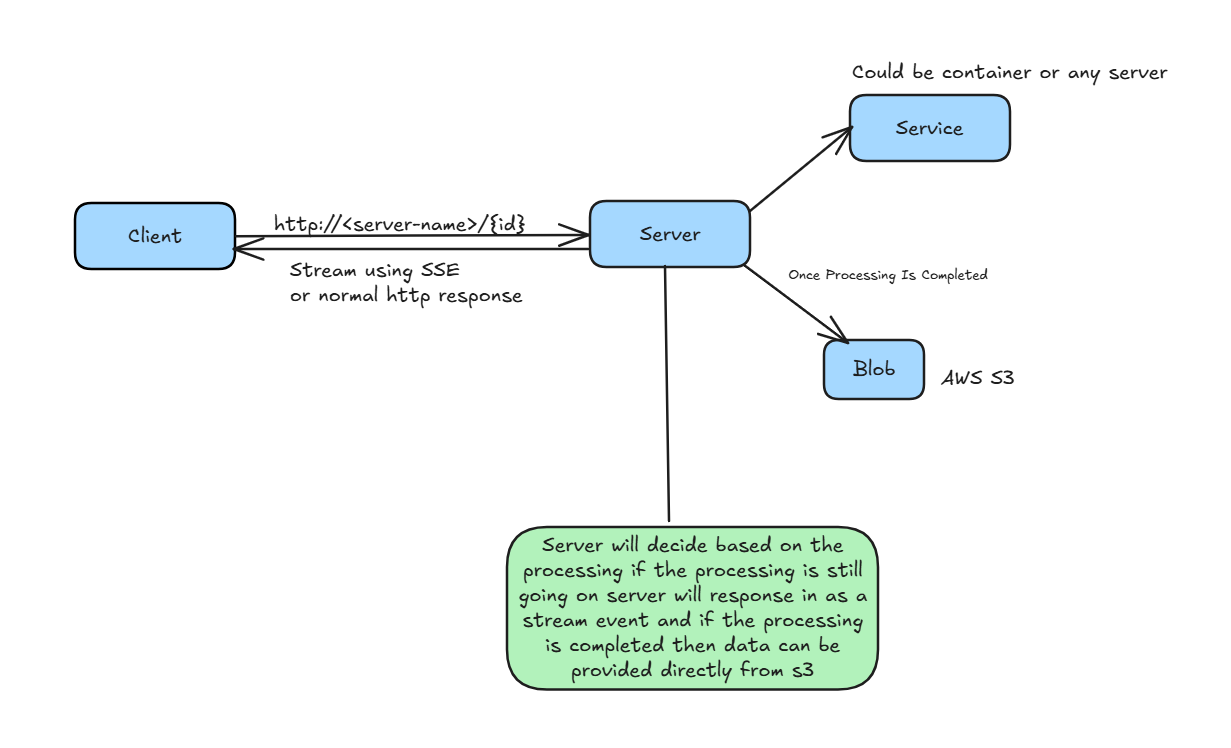 Could be container or any server
Service
http://<server-name>/{id}
Client
Server
Stream using SSE
or normal http response
Once Processing Is Completed
Blob
AWS S3
Server will decide based on the
processing if the processing is still
going on server will response in as a
stream event and if the processing
is completed then data can be
provided directly from s3